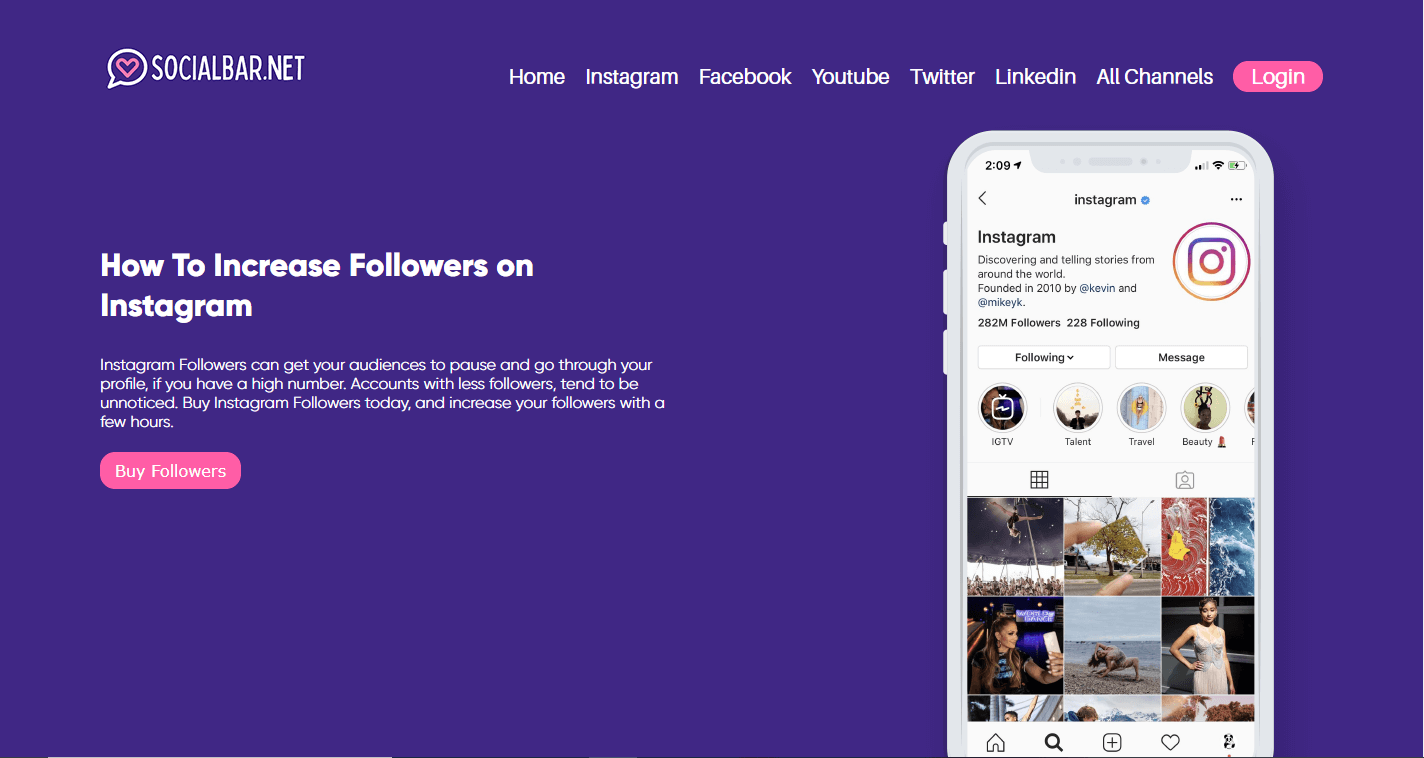 SOCIALBAR.NET
Home Instagram Facebook Youtube Twitter Linkedin All Channels Login
How To Increase Followers on
Instagram
Instagram Followers can get your audiences to pause and go through your
profile, if you have a high number. Accounts with less followers, tend to be
unnoticed. Buy Instagram Followers today, and increase your followers with a
few hours.
Buy Followers
2:09
instagram
Instagram
Discovering and telling stories from
around the world.
Founded in 2010 by @kevin and
@mikeyk.
282M Followers 228 Following
Following Message
IGTV Talent Travel Beauty